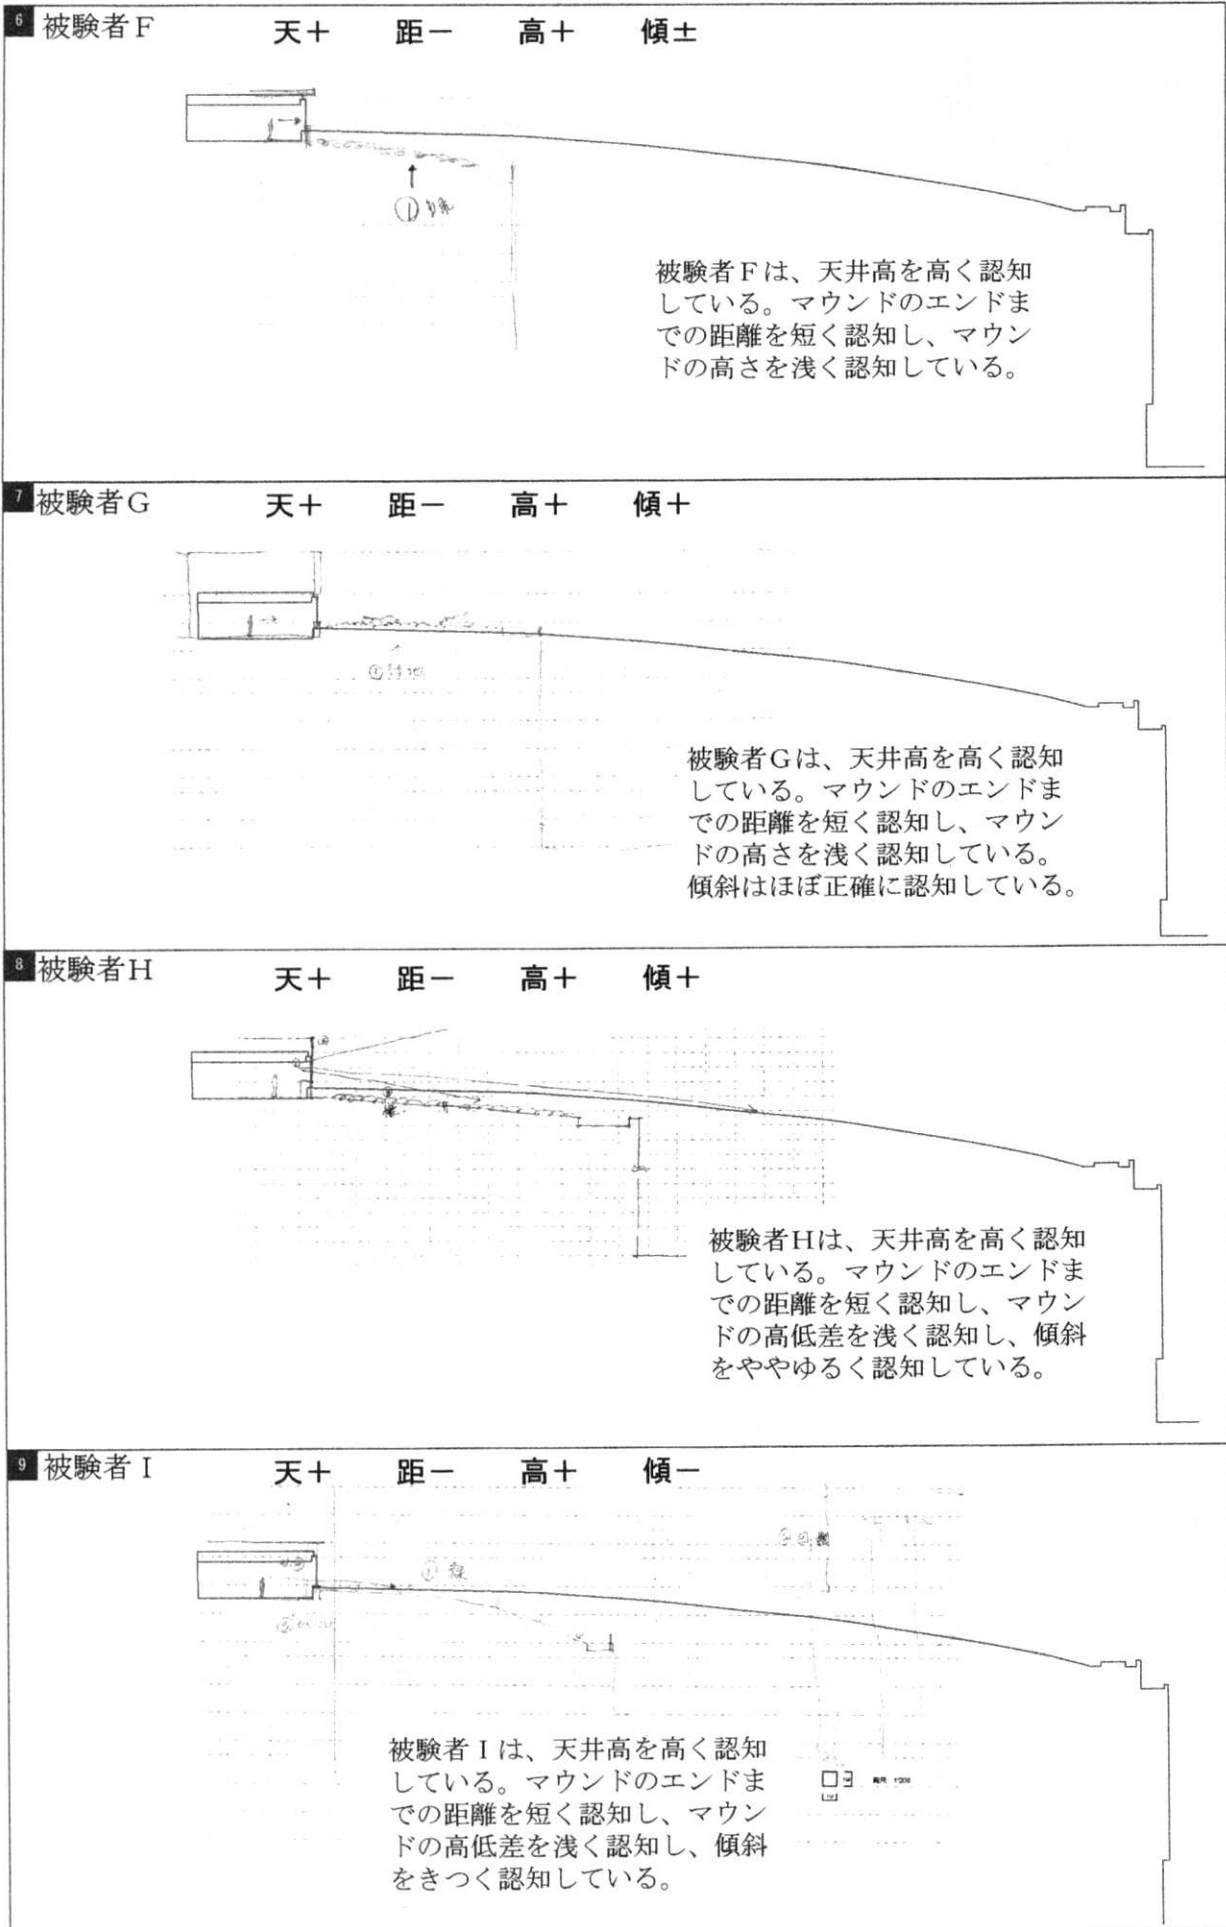 6 被験者F 天+ 距− 高+ 傾±
①
被験者Fは、天井高を高く認知
している。マウンドのエンドま
での距離を短く認知し、マウン
ドの高さを浅く認知している。
7 被験者G 天+ 距− 高+ 傾+
①
被験者Gは、天井高を高く認知
している。マウンドのエンドま
での距離を短く認知し、マウン
ドの高さを浅く認知している。
傾斜はほぼ正確に認知している。
8 被験者H 天+ 距− 高+ 傾+
被験者Hは、天井高を高く認知
している。マウンドのエンドま
での距離を短く認知し、マウン
ドの高低差を浅く認知し、傾斜
をややゆるく認知している。
9 被験者I 天+ 距− 高+ 傾−
①
被験者Iは、天井高を高く認知
している。マウンドのエンドま
での距離を短く認知し、マウン
ドの高低差を浅く認知し、傾斜
をきつく認知している。